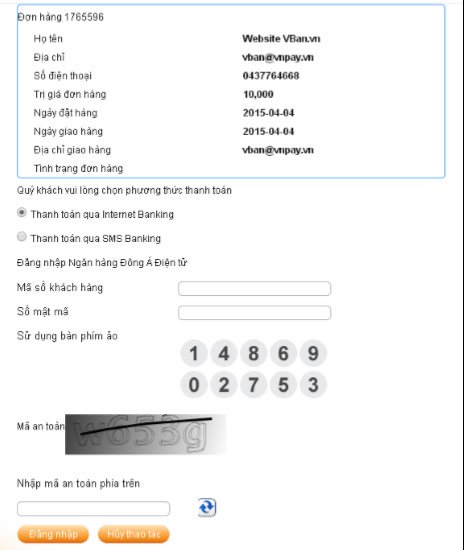 Đơn hàng 1765596
Họ tên Website VBan.vn
Địa chỉ vban@vnpay.vn
Số điện thoại 0437764668
Trị giá đơn hàng 10,000
Ngày đặt hàng 2015-04-04
Ngày giao hàng 2015-04-04
Địa chỉ giao hàng vban@vnpay.vn
Tình trạng đơn hàng
Quý khách vui lòng chọn phương thức thanh toán
Thanh toán qua Internet Banking
Thanh toán qua SMS Banking
Đăng nhập Ngân hàng Đông Á Điện tử
Mã số khách hàng
Số mật mã
Sử dụng bàn phím ảo
1 4 8 6 9
0 2 7 5 3
Mã an toàn w653g
Nhập mã an toàn phía trên
Đăng nhập Hủy thao tác